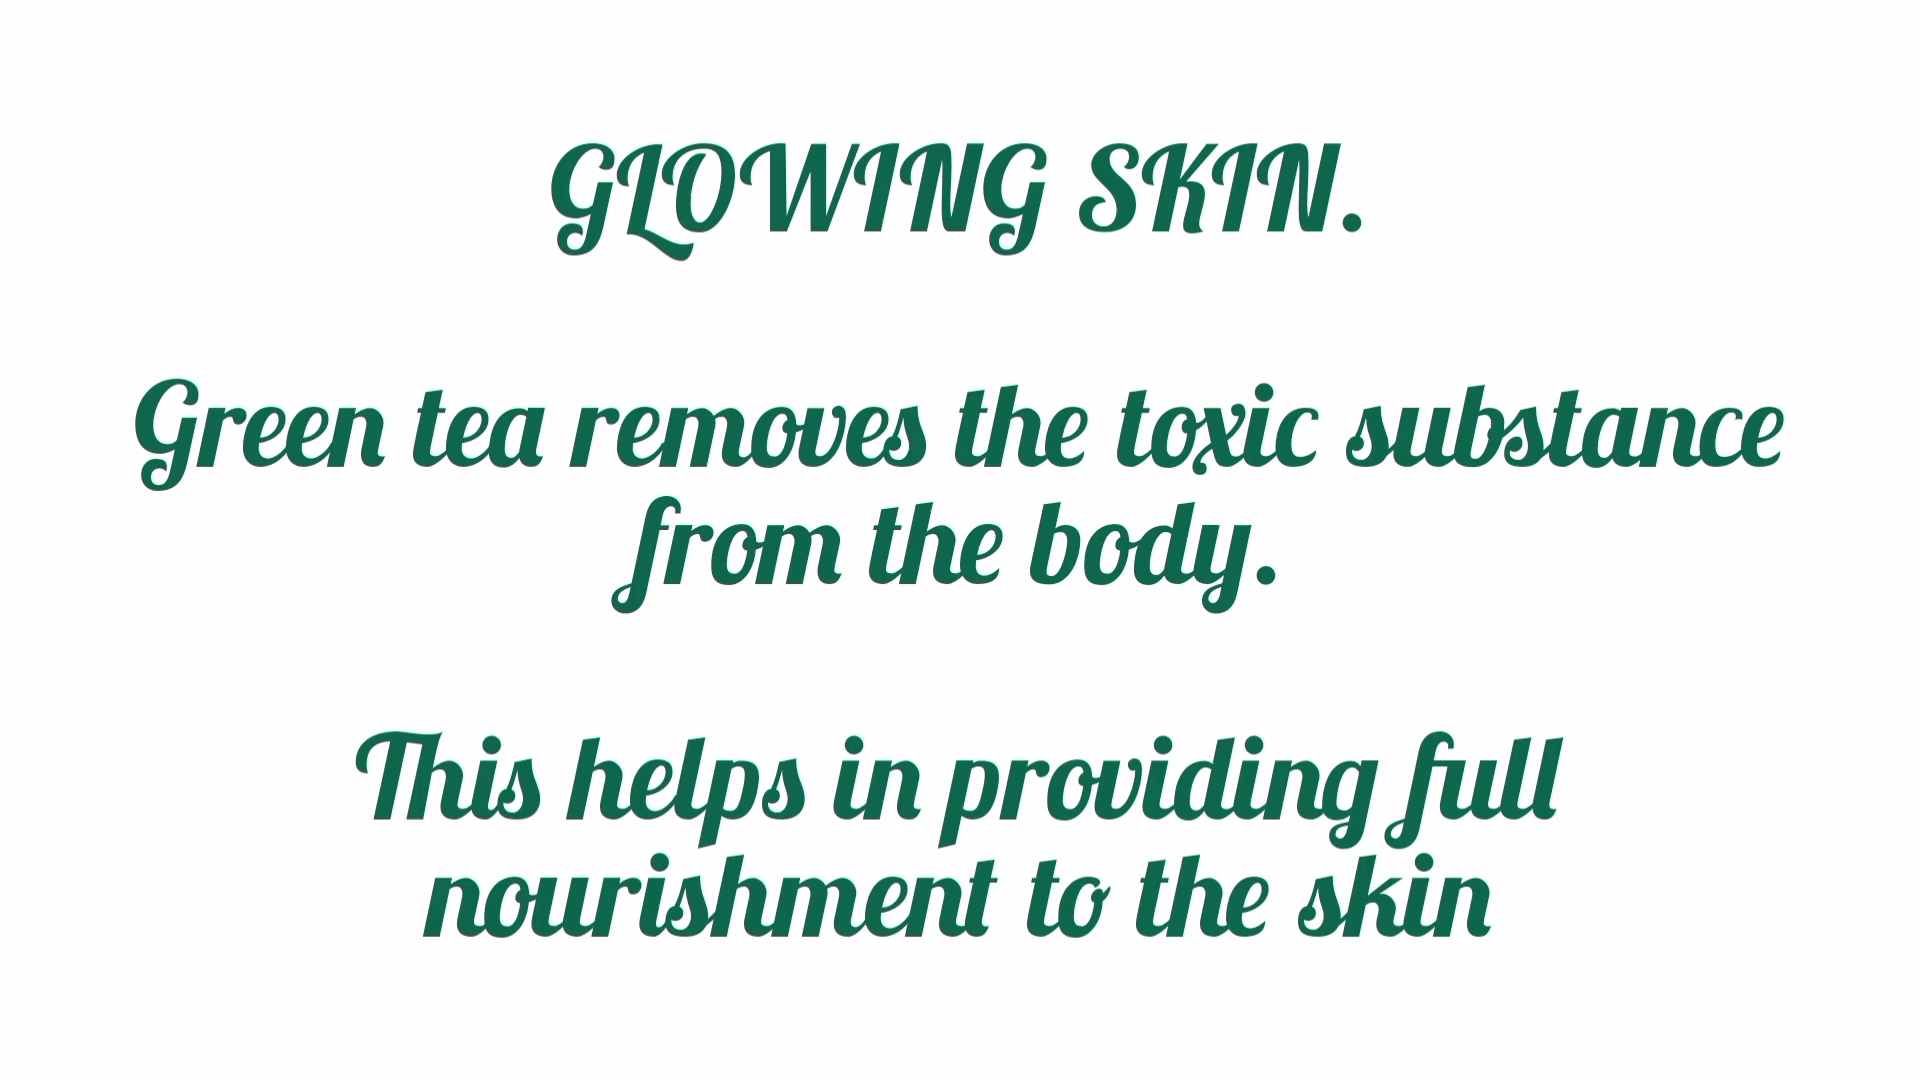 GLOWING SKIN.
Green tea removes the toxic substance
from the body.
This helps in providing full
nourishment to the skin